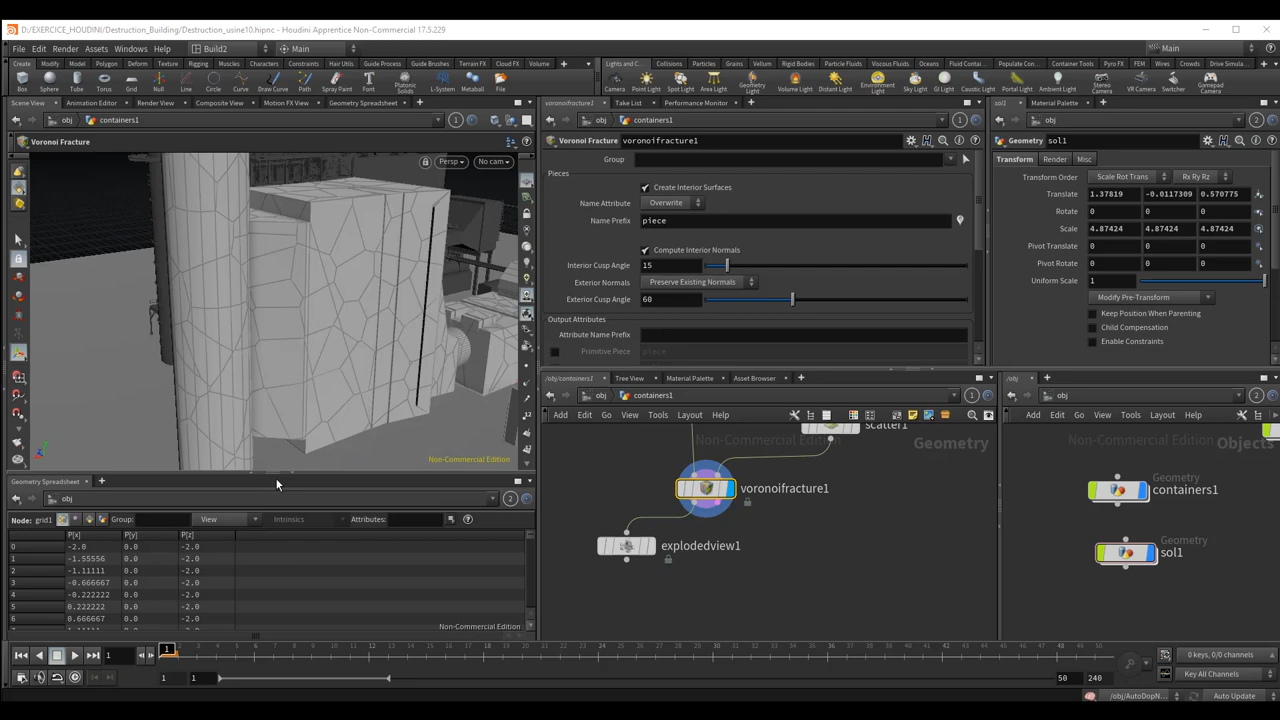 D:/EXERCICE_HOUDINI/Destruction_Building/Destruction_usine10.hipnc - Houdini Apprentice Non-Commercial 17.5.229
File Edit Render Assets Windows Help Build2 Main Main
Create Modify Model Polygon Deform Texture Rigging Muscles Characters Constraints Hair Utils Guide Process Guide Brushes Terrain FX Cloud FX Volume
Lights and C... Collisions Particles Grains Vellum Rigid Bodies Particle Fluids Viscous Fluids Oceans Fluid Contai... Populate Con... Container Tools Pyro FX FEM Wires Crowds Drive Simula...
Box Sphere Tube Torus Grid Null Line Circle Curve Draw Curve Path Spray Paint Font Platonic Solids L-System Metaball File
Camera Point Light Spot Light Area Light Geometry Light Volume Light Distant Light Environment Light Sky Light GI Light Caustic Light Portal Light Ambient Light Stereo Camera VR Camera Switcher Gamepad Camera
Scene View Animation Editor Render View Composite View Motion FX View Geometry Spreadsheet
obj containers1 1
Voronoi Fracture
Persp No cam
Non-Commercial Edition
voronoifracture1 Take List Performance Monitor
obj containers1 1
Voronoi Fracture voronoifracture1
Group
Pieces
Create Interior Surfaces
Name Attribute Overwrite
Name Prefix piece
Compute Interior Normals
Interior Cusp Angle 15
Exterior Normals Preserve Existing Normals
Exterior Cusp Angle 60
Output Attributes
Attribute Name Prefix
Primitive Piece piece
sol1 Material Palette
obj 2
Geometry sol1
Transform Render Misc
Transform Order Scale Rot Trans Rx Ry Rz
Translate 1.37819 -0.0117309 0.570775
Rotate 0 0 0
Scale 4.87424 4.87424 4.87424
Pivot Translate 0 0 0
Pivot Rotate 0 0 0
Uniform Scale 1
Modify Pre-Transform
Keep Position When Parenting
Child Compensation
Enable Constraints
/obj/containers1 Tree View Material Palette Asset Browser
obj containers1 1
Add Edit Go View Tools Layout Help
Non-Commercial Edition Geometry
scatter1
voronoifracture1
explodedview1
/obj
obj 2
Add Edit Go View Tools Layout Help
Non-Commercial Edition Objects
Geometry
containers1
Geometry
sol1
Geometry Spreadsheet
obj 2
Node: grid1 Group: View Intrinsics Attributes:
P[x] P[y] P[z]
0 -2.0 0.0 -2.0
1 -1.55556 0.0 -2.0
2 -1.11111 0.0 -2.0
3 -0.666667 0.0 -2.0
4 -0.222222 0.0 -2.0
5 0.222222 0.0 -2.0
6 0.666667 0.0 -2.0
Non-Commercial Edition
1 1 6 12 18 24 30 36 42 48
1 1 50 240
0 keys, 0/0 channels
Key All Channels
/obj/AutoDopN... Auto Update